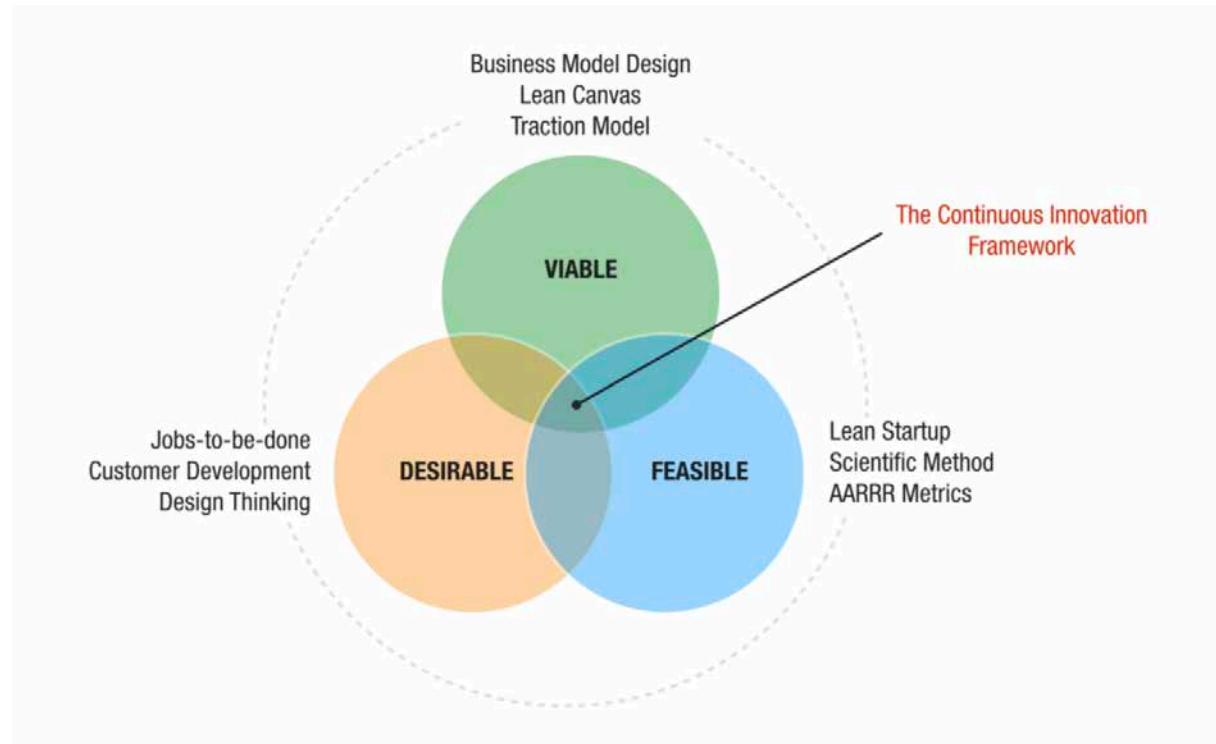 Business Model Design
Lean Canvas
Traction Model
The Continuous Innovation
Framework
VIABLE
Jobs-to-be-done
Customer Development
Design Thinking
DESIRABLE
FEASIBLE
Lean Startup
Scientific Method
AARRR Metrics